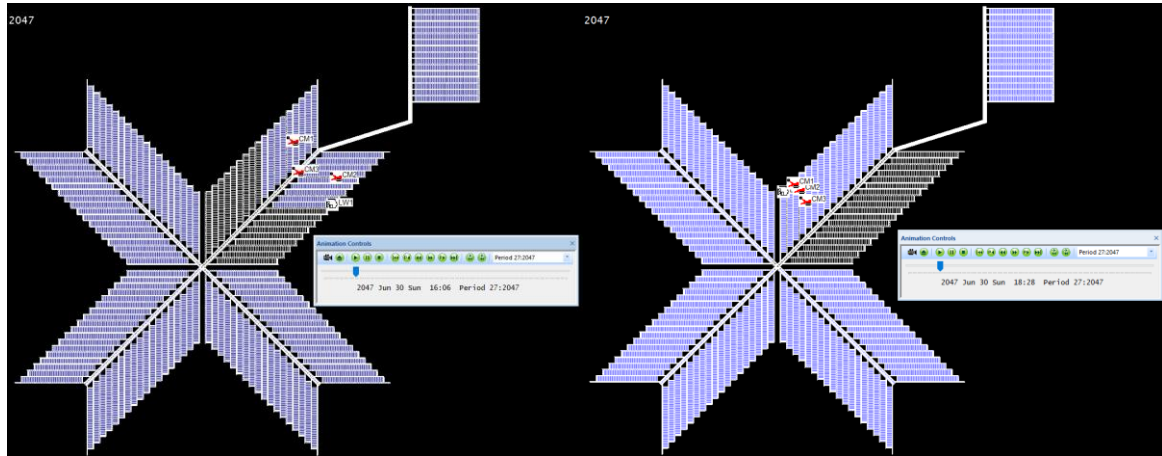 2047
CM1
CM3
CM2
LW1
Animation Controls
Period 27:2047
2047 Jun 30 Sun 16:06 Period 27:2047
2047
CM1
CM2
CM3
Animation Controls
Period 27:2047
2047 Jun 30 Sun 18:28 Period 27:2047